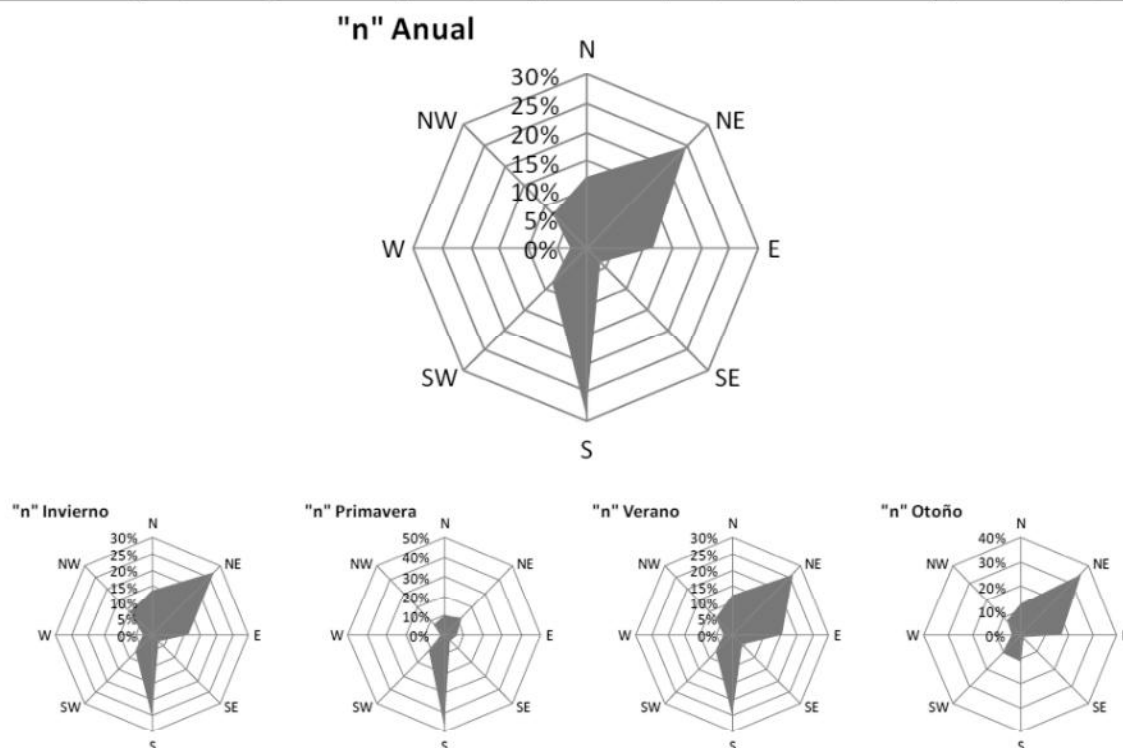 "n" Anual
N
30%
25%
20%
15%
10%
5%
0%
NW
NE
W
E
SW
SE
S
"n" Invierno
N
30%
25%
20%
15%
10%
5%
0%
NW
NE
W
E
SW
SE
S
"n" Primavera
N
50%
40%
30%
20%
10%
0%
NW
NE
W
E
SW
SE
S
"n" Verano
N
30%
25%
20%
15%
10%
5%
0%
NW
NE
W
E
SW
SE
S
"n" Otoño
N
40%
30%
20%
10%
0%
NW
NE
W
SW
SE
S